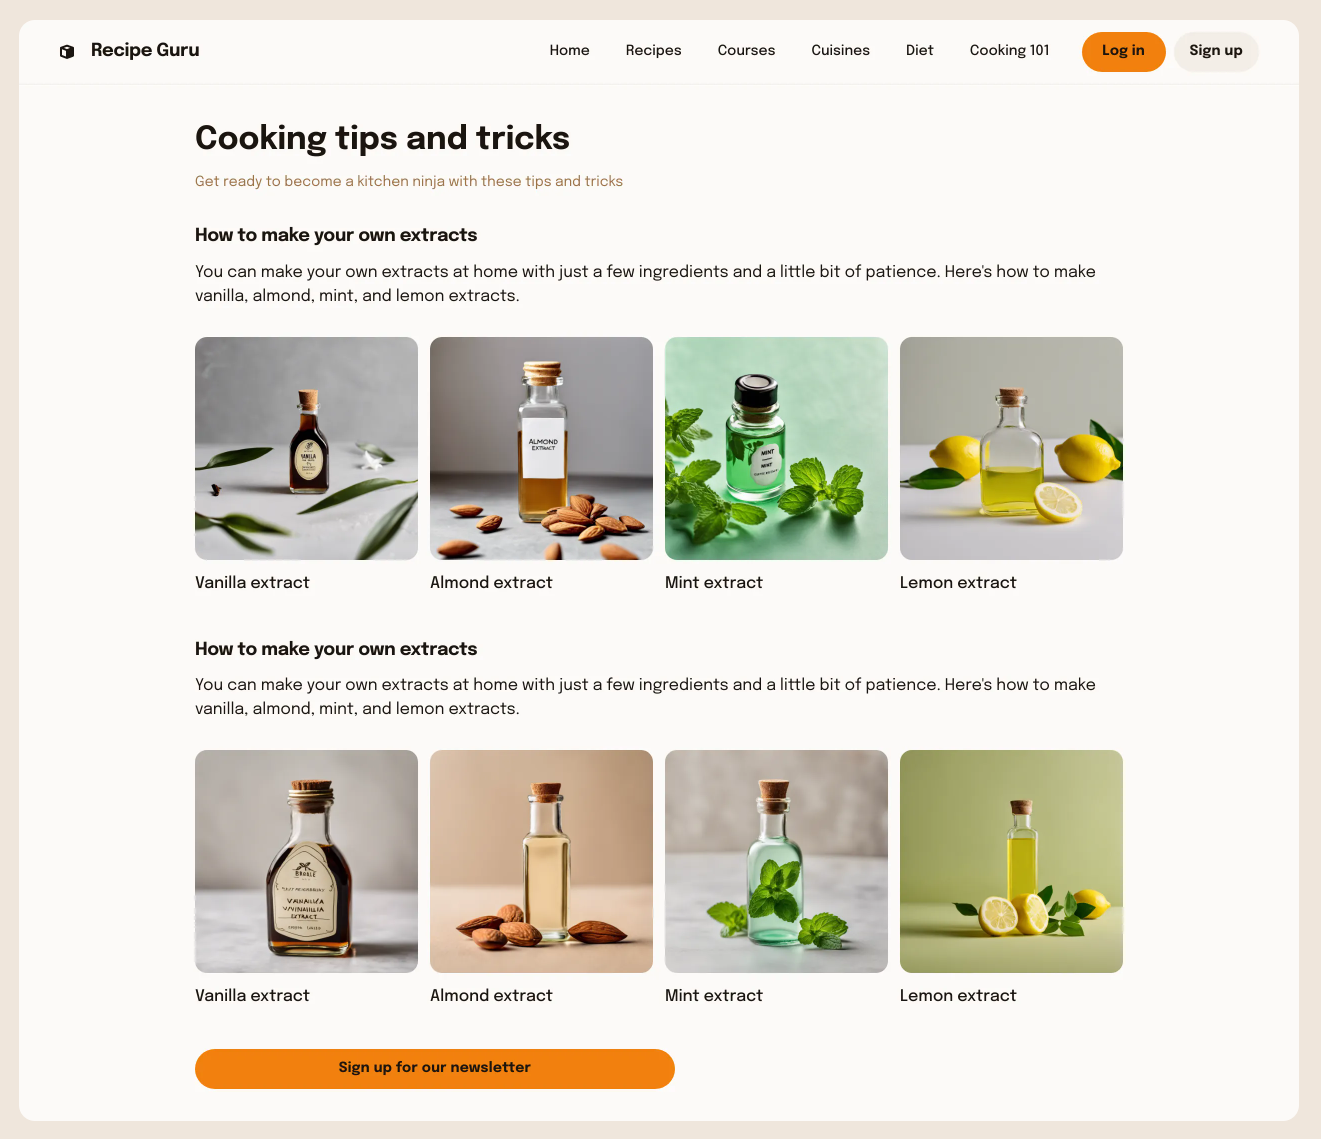 Recipe Guru
Home
Recipes
Courses
Cuisines
Diet
Cooking 101
Log in
Sign up
Cooking tips and tricks
Get ready to become a kitchen ninja with these tips and tricks
How to make your own extracts
You can make your own extracts at home with just a few ingredients and a little bit of patience. Here's how to make
vanilla, almond, mint, and lemon extracts.
VANILLA
ALMOND
EXTRACT
MINT
MINT
Vanilla extract
Almond extract
Mint extract
Lemon extract
How to make your own extracts
You can make your own extracts at home with just a few ingredients and a little bit of patience. Here's how to make
vanilla, almond, mint, and lemon extracts.
EXTRACT
Vanilla extract
Almond extract
Mint extract
Lemon extract
Sign up for our newsletter